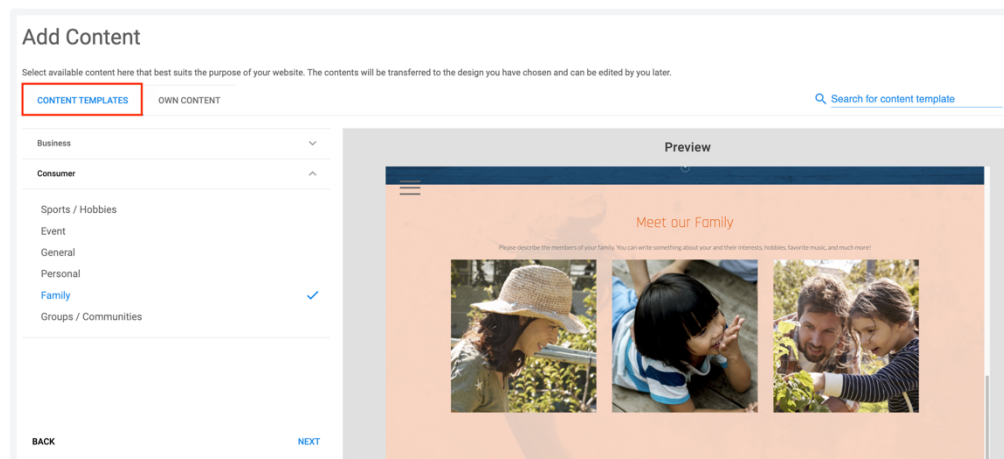 Add Content
Select available content here that best suits the purpose of your website. The contents will be transferred to the design you have chosen and can be edited by you later.
CONTENT TEMPLATES
OWN CONTENT
Search for content template
Business
Consumer
Sports / Hobbies
Event
General
Personal
Family
Groups / Communities
BACK
NEXT
Preview
Meet our Family
Please describe the members of your family. You can write something about your and their interests, hobbies, favorite music, and much more!